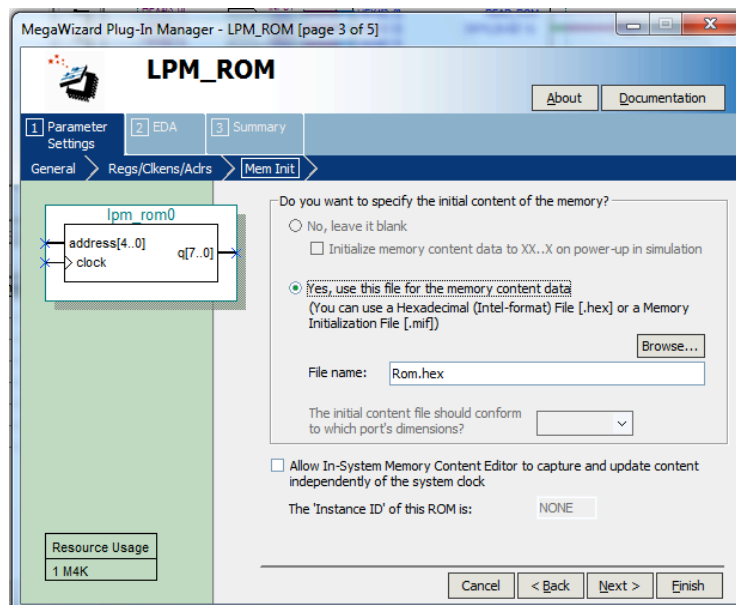 MegaWizard Plug-In Manager - LPM_ROM [page 3 of 5]
LPM_ROM
About
Documentation
1 Parameter Settings
2 EDA
3 Summary
General
Regs/Clkens/Aclrs
Mem Init
lpm_rom0
address[4..0]
q[7..0]
clock
Do you want to specify the initial content of the memory?
No, leave it blank
Initialize memory content data to XX..X on power-up in simulation
Yes, use this file for the memory content data
(You can use a Hexadecimal (Intel-format) File [.hex] or a Memory
Initialization File [.mif])
Browse...
File name:
Rom.hex
The initial content file should conform
to which port's dimensions?
Allow In-System Memory Content Editor to capture and update content
independently of the system clock
The 'Instance ID' of this ROM is:
NONE
Resource Usage
1 M4K
Cancel
< Back
Next >
Finish